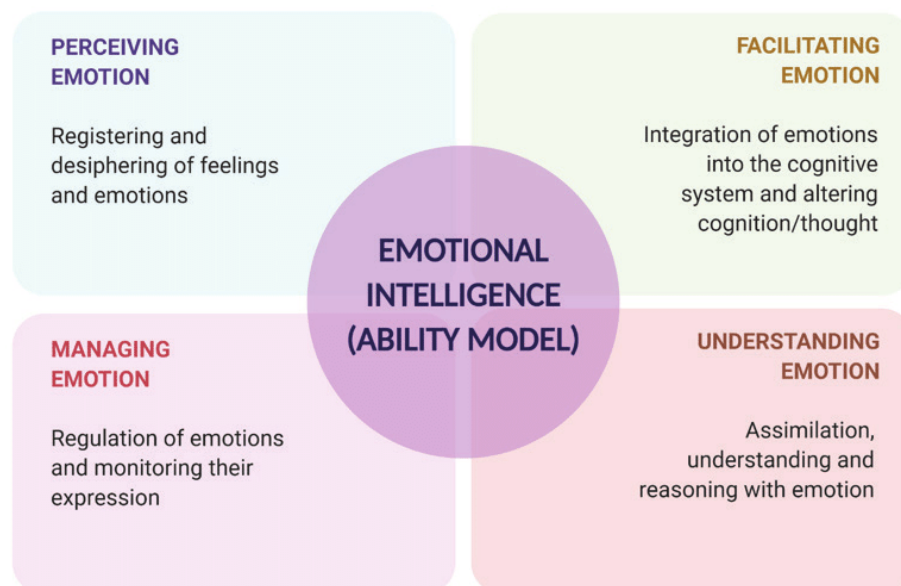 PERCEIVING
EMOTION
Registering and
desiphering of feelings
and emotions
FACILITATING
EMOTION
Integration of emotions
into the cognitive
system and altering
cognition/thought
EMOTIONAL
INTELLIGENCE
(ABILITY MODEL)
MANAGING
EMOTION
Regulation of emotions
and monitoring their
expression
UNDERSTANDING
EMOTION
Assimilation,
understanding and
reasoning with emotion